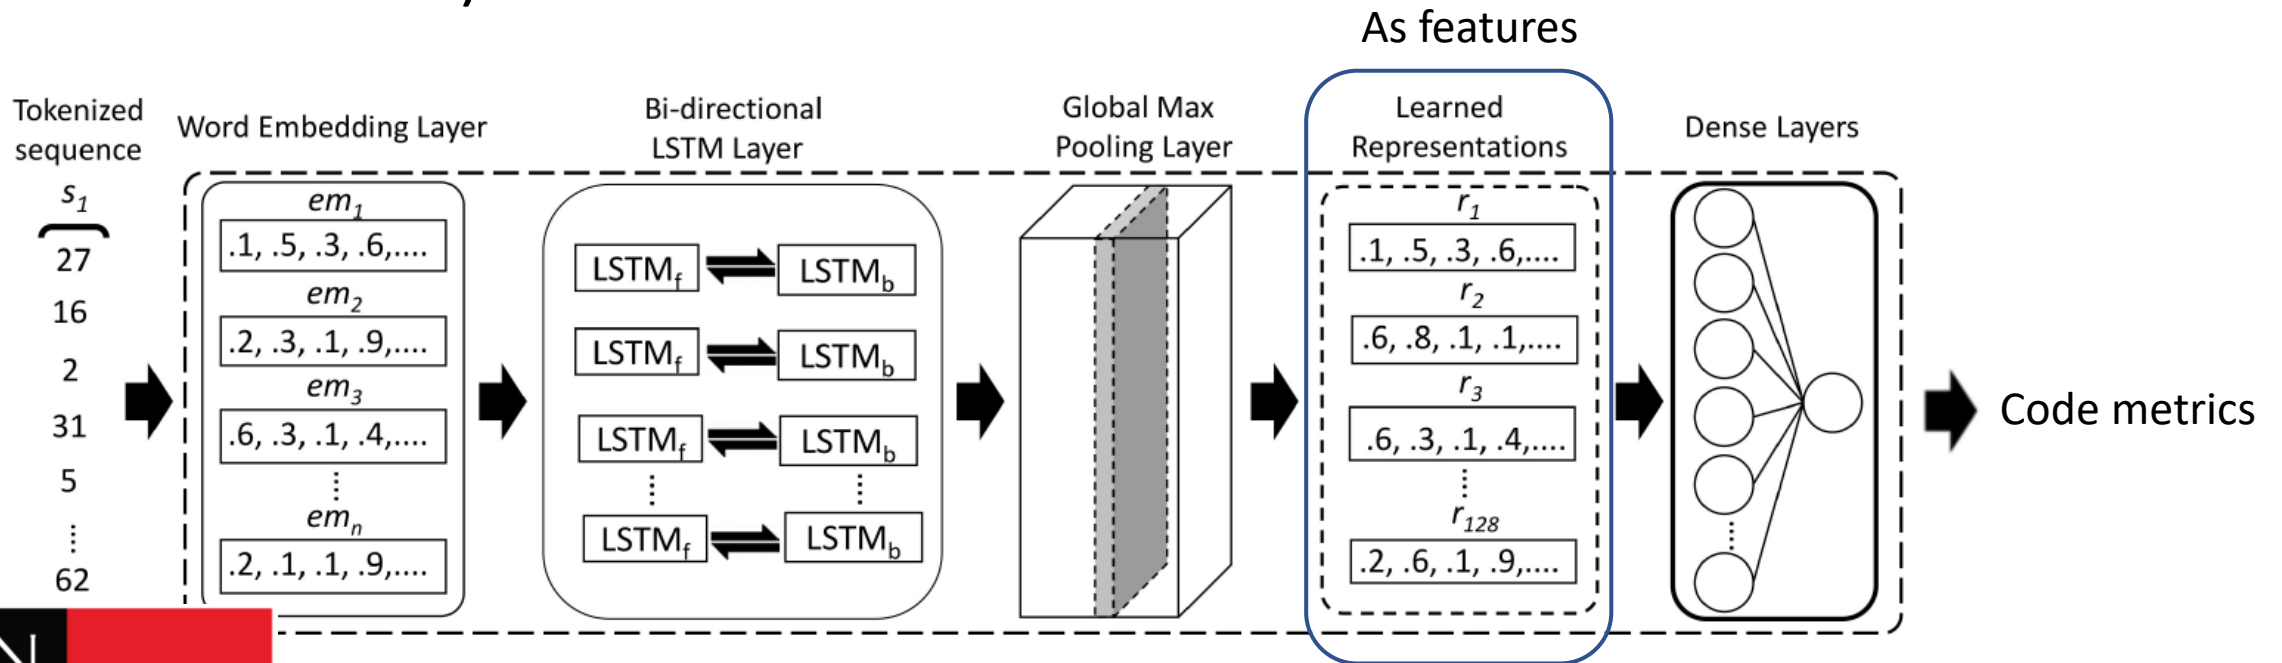 As features
Tokenized
sequence
Word Embedding Layer
Bi-directional
LSTM Layer
Global Max
Pooling Layer
Learned
Representations
Dense Layers
s1
27
16
2
31
5
62
em1
.1, .5, .3, .6,....
em2
.2, .3, .1, .9,....
em3
.6, .3, .1, .4,....
emn
.2, .1, .1, .9,....
LSTMf LSTMb
LSTMf LSTMb
LSTMf LSTMb
LSTMf LSTMb
r1
.1, .5, .3, .6,....
r2
.6, .8, .1, .1,....
r3
.6, .3, .1, .4,....
r128
.2, .6, .1, .9,....
Code metrics